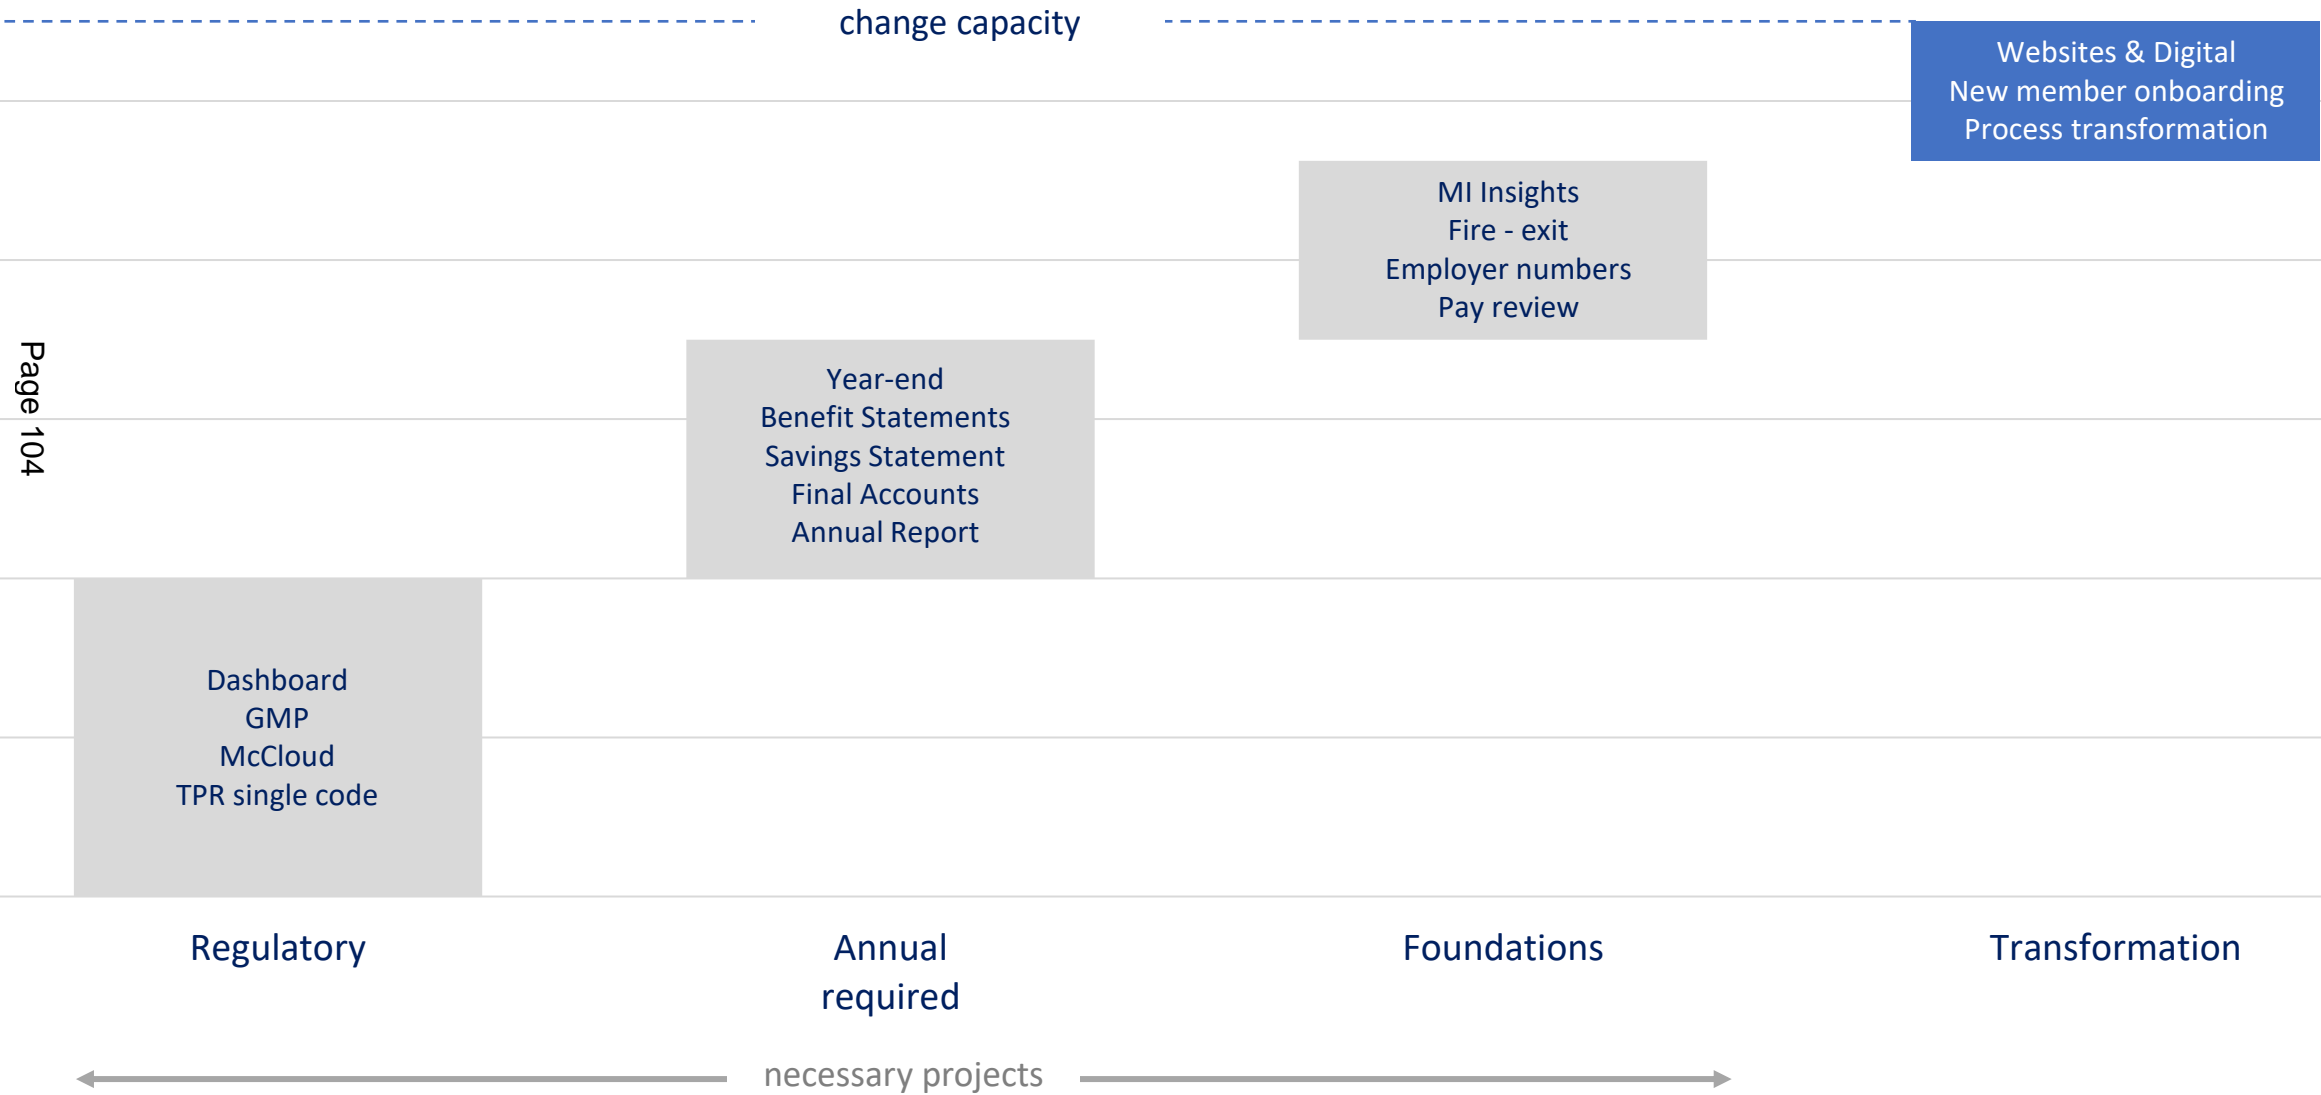 change capacity
Websites & Digital
New member onboarding
Process transformation
MI Insights
Fire - exit
Employer numbers
Pay review
Year-end
Benefit Statements
Savings Statement
Final Accounts
Annual Report
Page 104
Dashboard
GMP
McCloud
TPR single code
Regulatory
Annual
required
Foundations
Transformation
necessary projects